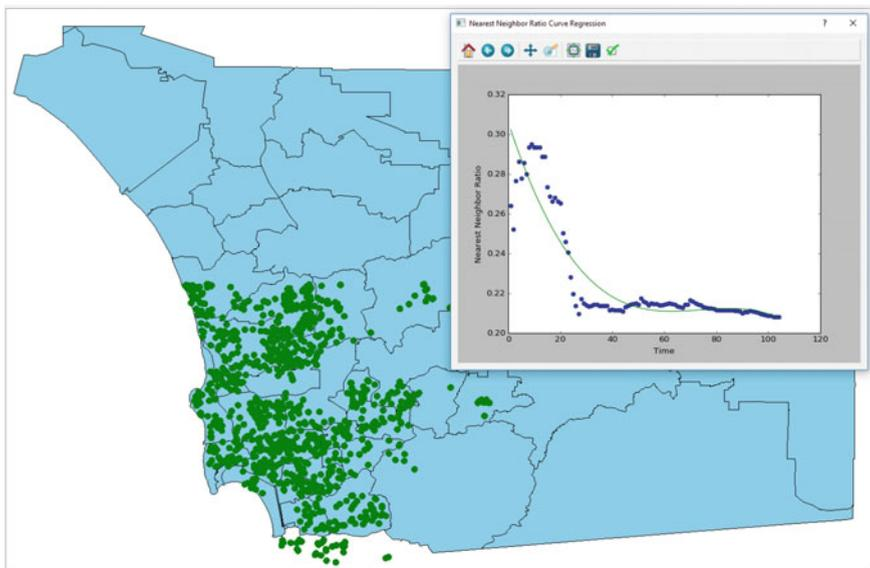 Nearest Neighbor Ratio Curve Regression
?
Nearest Neighbor Ratio
0.32
0.30
0.28
0.26
0.24
0.22
0.20
0 20 40 60 80 100 120
Time